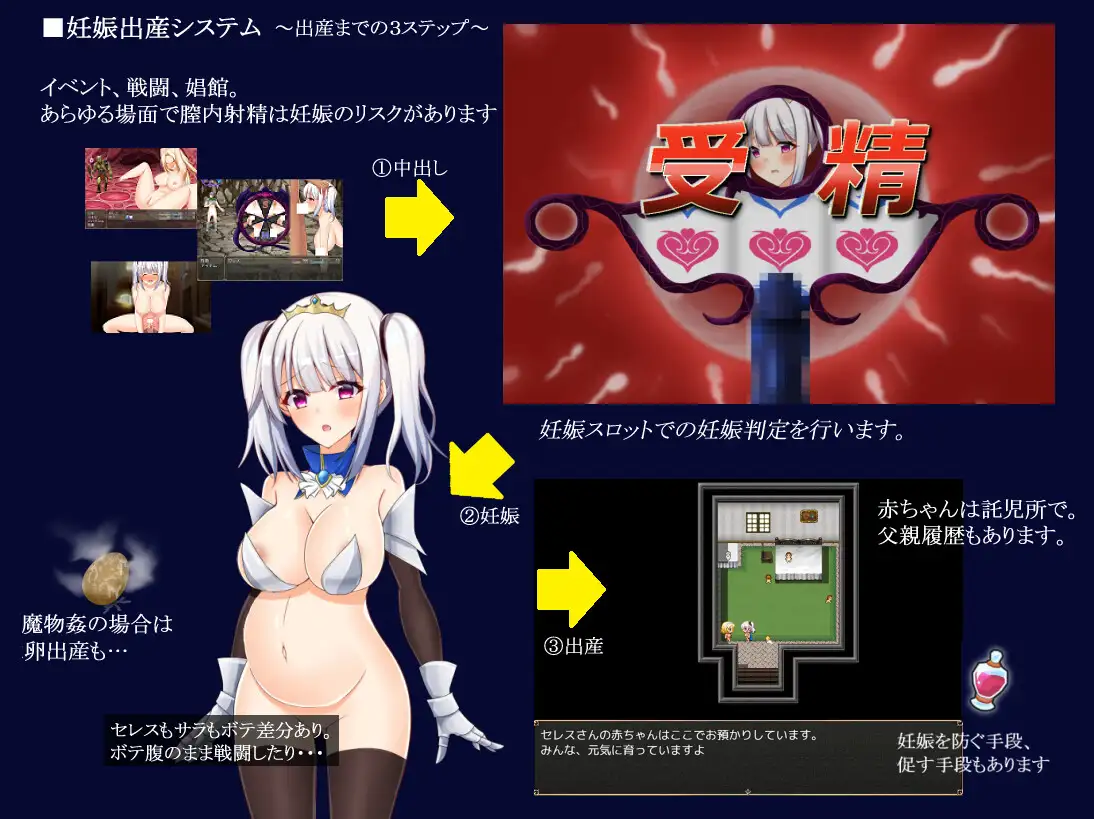 ■妊娠出産システム ～出産までの3ステップ～
イベント、戦闘、娼館。
あらゆる場面で膣内射精は妊娠のリスクがあります
①中出し
受精
妊娠スロットでの妊娠判定を行います。
②妊娠
赤ちゃんは託児所で。
父親履歴もあります。
③出産
魔物姦の場合は
卵出産も…
セレスもサラもボテ差分あり。
ボテ腹のまま戦闘したり・・・
セレスさんの赤ちゃんはここでお預かりしています。
みんな、元気に育っていますよ
妊娠を防ぐ手段、
促す手段もあります